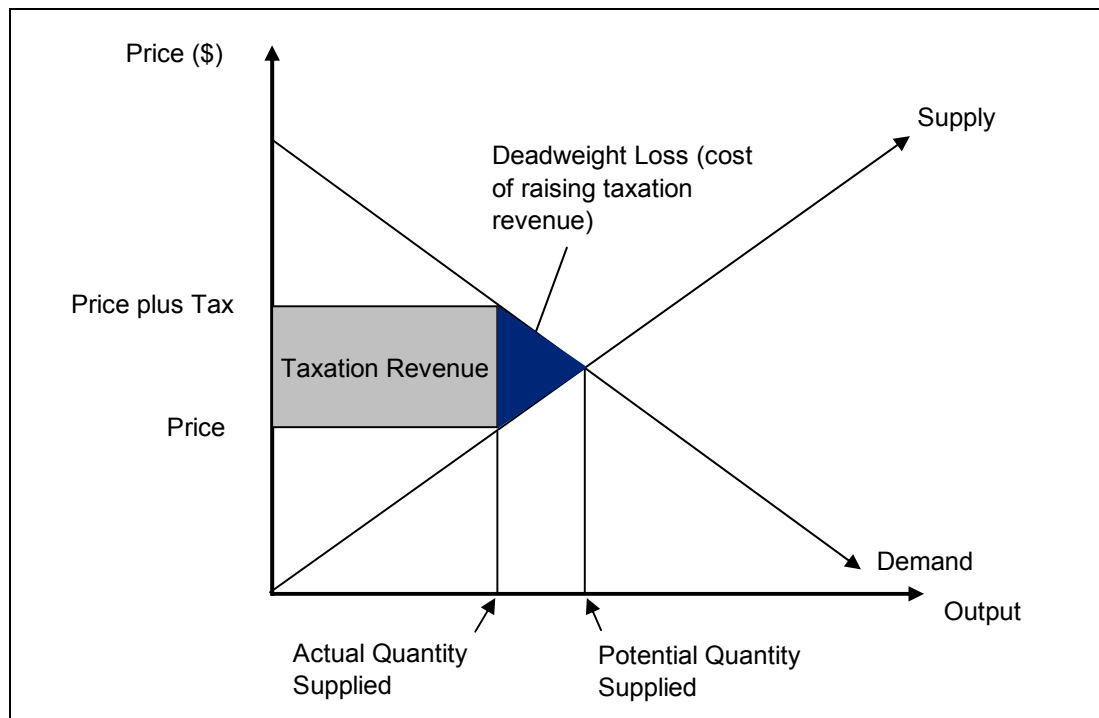 Price ($)
Supply
Deadweight Loss (cost
of raising taxation
revenue)
Price plus Tax
Taxation Revenue
Price
Demand
Output
Actual Quantity
Supplied
Potential Quantity
Supplied